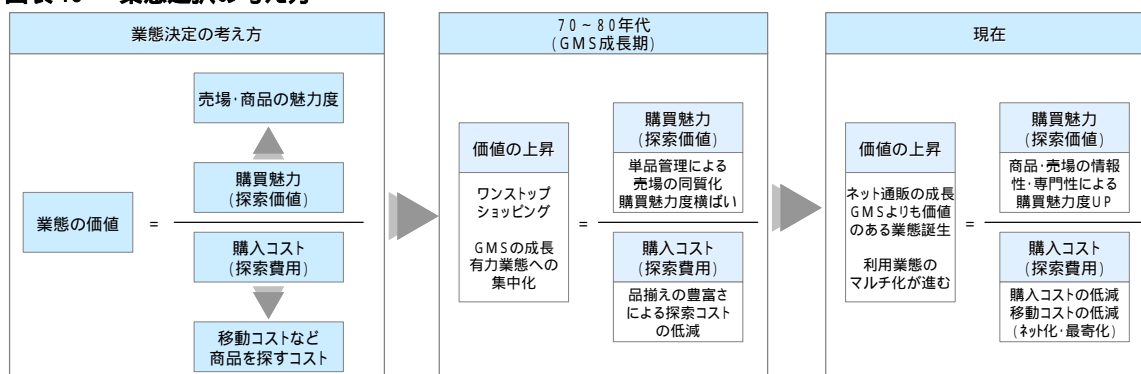 業態決定の考え方
売場・商品の魅力度
購買魅力
(探索価値)
業態の価値
=
購入コスト
(探索費用)
移動コストなど
商品を探すコスト
70~80年代
(GMS成長期)
価値の上昇
ワンストップ
ショッピング
GMSの成長
有力業態への
集中化
=
購買魅力
(探索価値)
単品管理による
売場の同質化
購買魅力度横ばい
購入コスト
(探索費用)
品揃えの豊富さ
による探索コスト
の低減
現在
価値の上昇
ネット通販の成長
GMSよりも価値
のある業態誕生
利用業態の
マルチ化が進む
=
購買魅力
(探索価値)
商品・売場の情報
性・専門性による
購買魅力度UP
購入コスト
(探索費用)
購入コストの低減
移動コストの低減
(ネット化・最寄化)